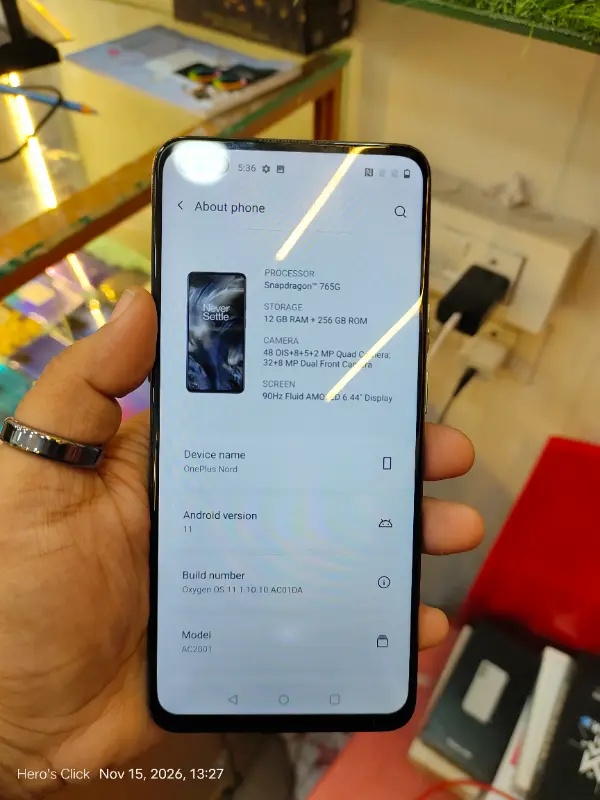 5:36
About phone
PROCESSOR
Snapdragon™ 765G
STORAGE
12 GB RAM + 256 GB ROM
Never
Settle
CAMERA
48 OIS+8+5+2 MP Quad Camera,
32+8 MP Dual Front Camera
SCREEN
90Hz Fluid AMOLED 6.44" Display
Device name
OnePlus Nord
Android version
11
Build number
Oxygen OS 11.1.10.10.AC01DA
Model
AC2001
Hero's Click Nov 15, 2026, 13:27